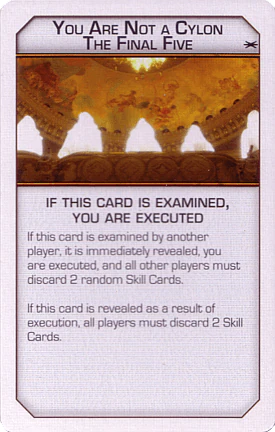 You Are Not a Cylon
The Final Five
IF THIS CARD IS EXAMINED,
YOU ARE EXECUTED
If this card is examined by another
player, it is immediately revealed, you
are executed, and all other players must
discard 2 random Skill Cards.
If this card is revealed as a result of
execution, all players must discard 2 Skill
Cards.